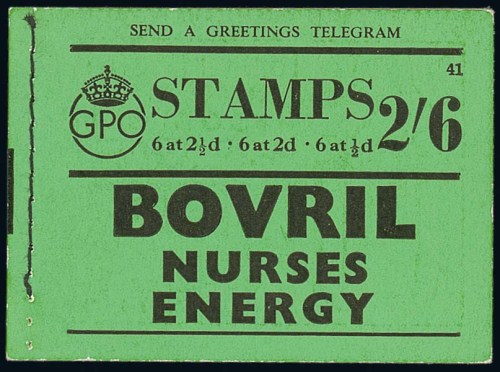 SEND A GREETINGS TELEGRAM
41
GPO
STAMPS 2/6
6 at 2½d · 6 at 2d · 6 at ½d
BOVRIL
NURSES
ENERGY